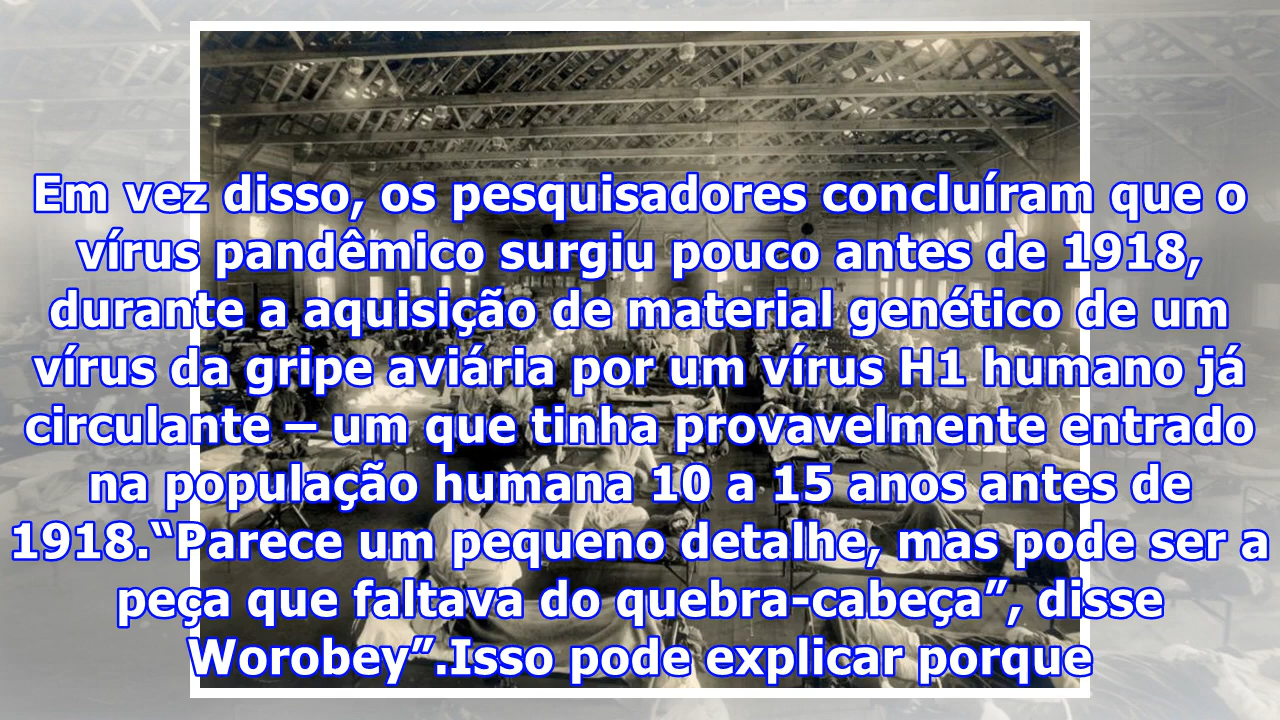 Em vez disso, os pesquisadores concluíram que o
vírus pandêmico surgiu pouco antes de 1918,
durante a aquisição de material genético de um
vírus da gripe aviária por um vírus H1 humano já
circulante – um que tinha provavelmente entrado
na população humana 10 a 15 anos antes de
1918.“Parece um pequeno detalhe, mas pode ser a
peça que faltava do quebra-cabeça”, disse
Worobey”.Isso pode explicar porque